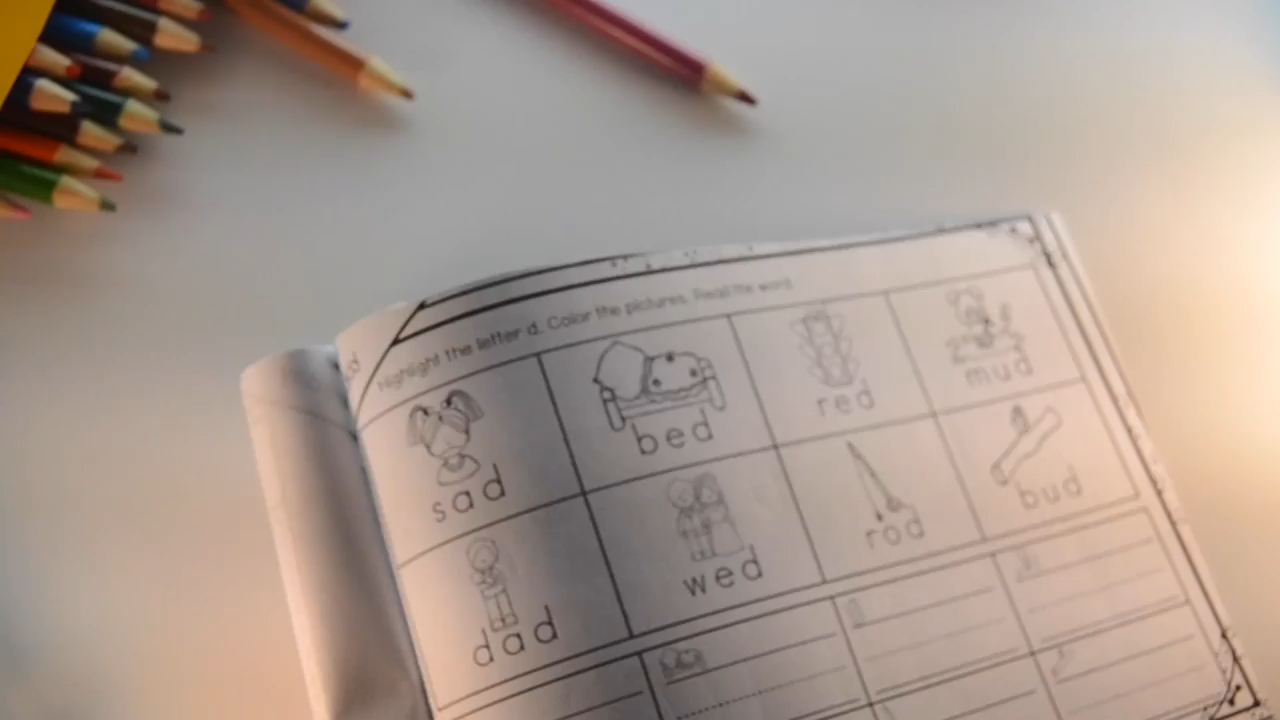 Highlight the letter d. Color the pictures. Read the word.
sad bed red mud
dad wed rod bud